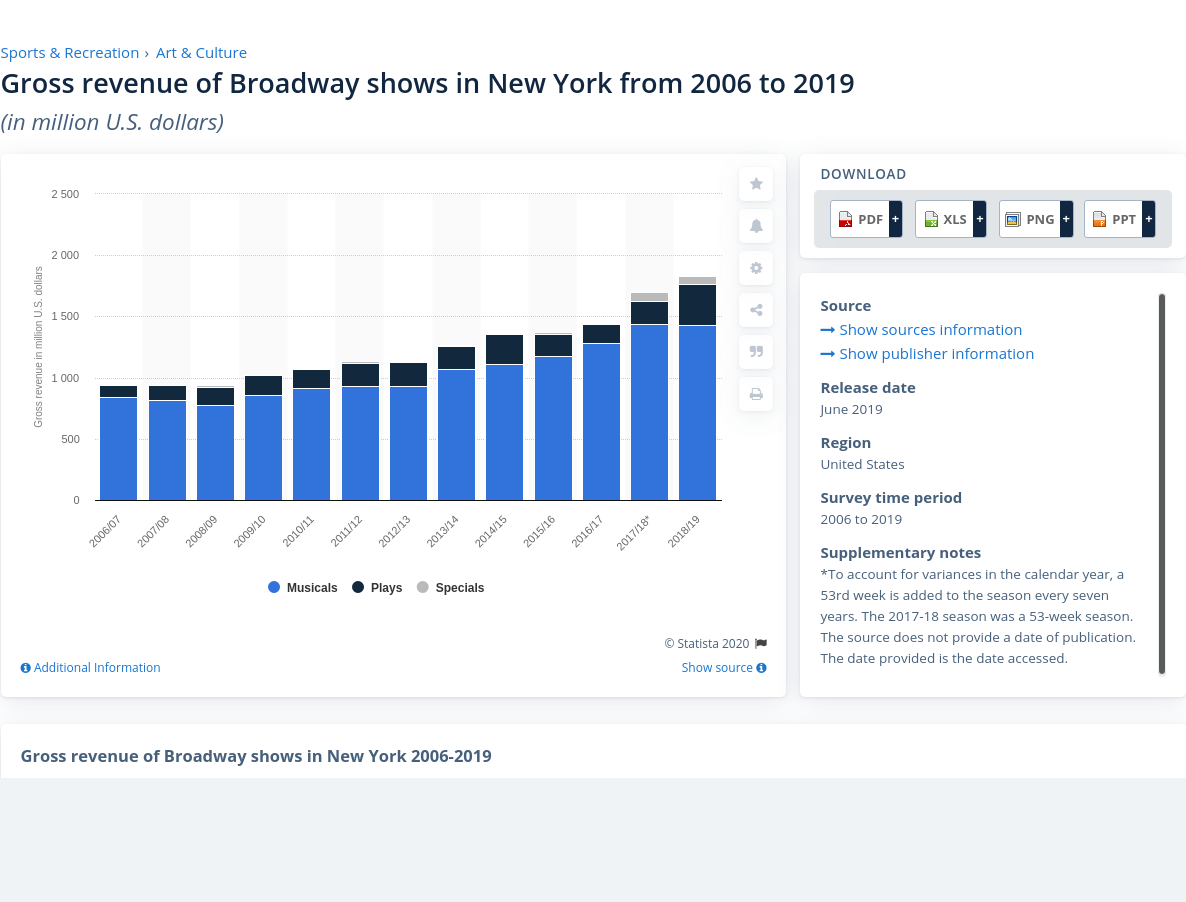 Sports & Recreation › Art & Culture
Gross revenue of Broadway shows in New York from 2006 to 2019
(in million U.S. dollars)
Gross revenue in million U.S. dollars
2 500
2 000
1 500
1 000
500
0
2006/07
2007/08
2008/09
2009/10
2010/11
2011/12
2012/13
2013/14
2014/15
2015/16
2016/17
2017/18*
2018/19
Musicals Plays Specials
© Statista 2020
Additional Information Show source
DOWNLOAD
PDF + XLS + PNG + PPT +
Source
Show sources information
Show publisher information
Release date
June 2019
Region
United States
Survey time period
2006 to 2019
Supplementary notes
*To account for variances in the calendar year, a
53rd week is added to the season every seven
years. The 2017-18 season was a 53-week season.
The source does not provide a date of publication.
The date provided is the date accessed.
Gross revenue of Broadway shows in New York 2006-2019